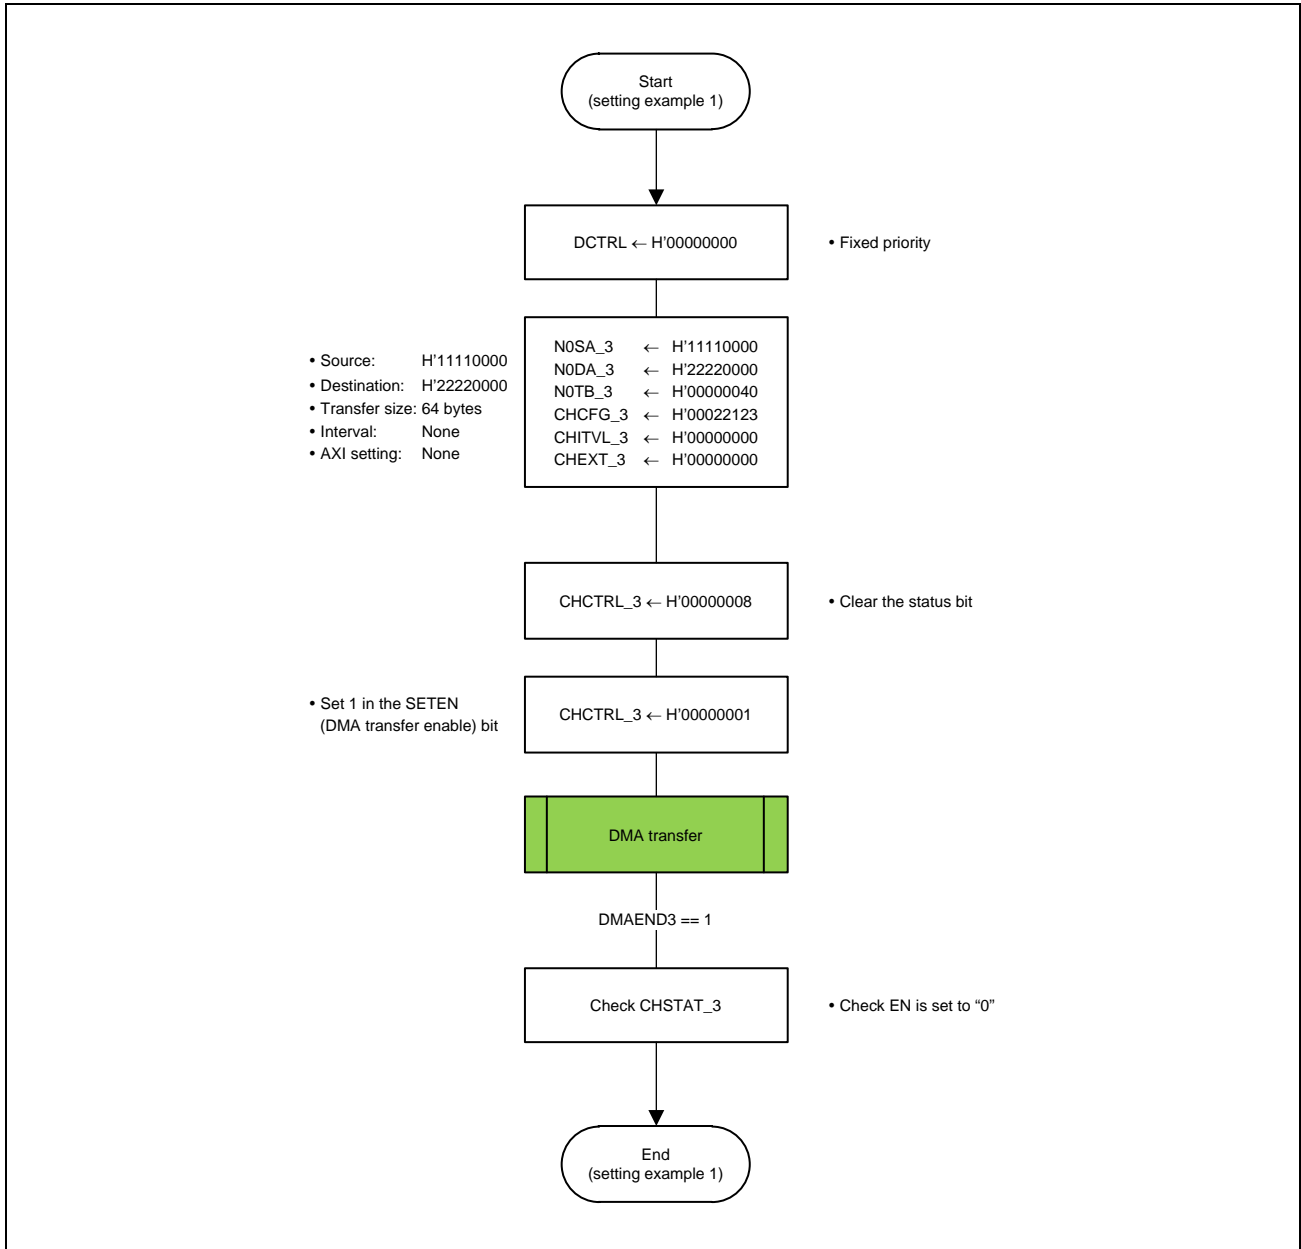 Start
(setting example 1)
DCTRL ← H'00000000
• Fixed priority
• Source: H'11110000
• Destination: H'22220000
• Transfer size: 64 bytes
• Interval: None
• AXI setting: None
N0SA_3 ← H'11110000
N0DA_3 ← H'22220000
N0TB_3 ← H'00000040
CHCFG_3 ← H'00022123
CHITVL_3 ← H'00000000
CHEXT_3 ← H'00000000
CHCTRL_3 ← H'00000008
• Clear the status bit
• Set 1 in the SETEN
(DMA transfer enable) bit
CHCTRL_3 ← H'00000001
DMA transfer
DMAEND3 == 1
Check CHSTAT_3
• Check EN is set to “0”
End
(setting example 1)